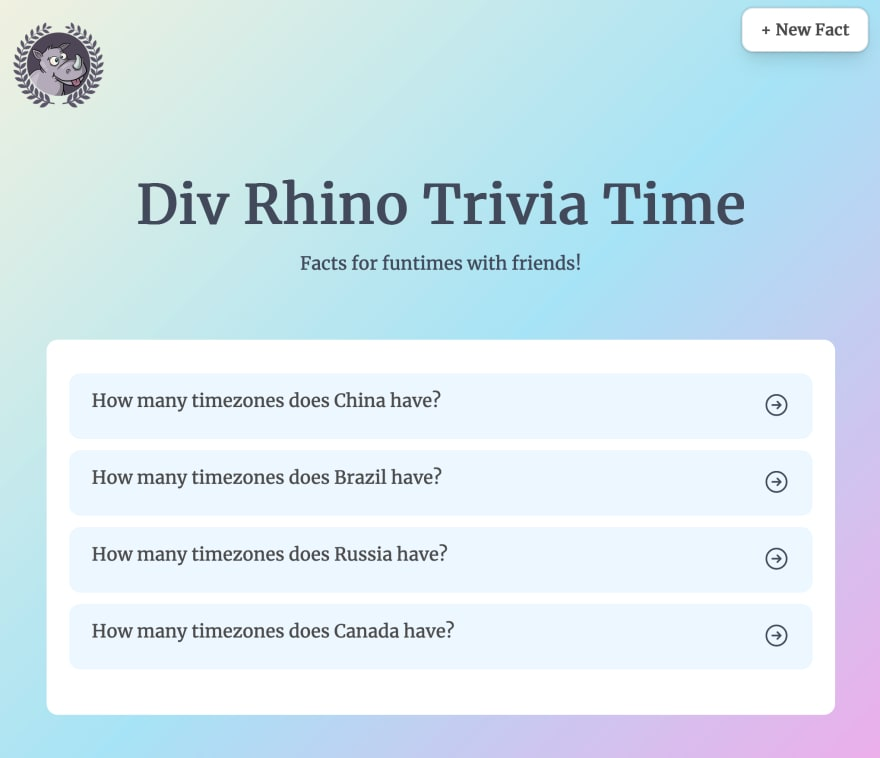 + New Fact
Div Rhino Trivia Time
Facts for funtimes with friends!
How many timezones does China have?
How many timezones does Brazil have?
How many timezones does Russia have?
How many timezones does Canada have?